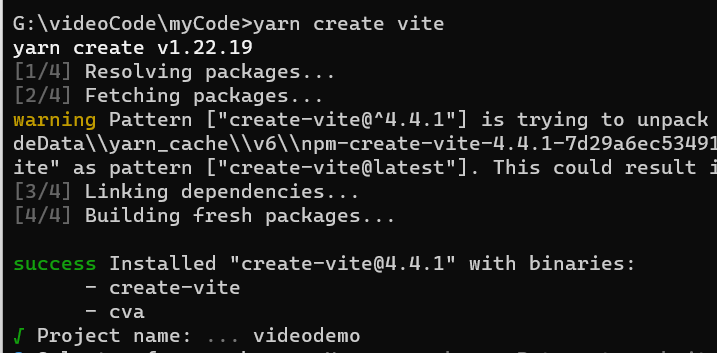 G:\videoCode\myCode>yarn create vite
yarn create v1.22.19
[1/4] Resolving packages...
[2/4] Fetching packages...
warning Pattern ["create-vite@^4.4.1"] is trying to unpack
deData\\yarn_cache\\v6\\npm-create-vite-4.4.1-7d29a6ec53491
ite" as pattern ["create-vite@latest"]. This could result i
[3/4] Linking dependencies...
[4/4] Building fresh packages...
success Installed "create-vite@4.4.1" with binaries:
- create-vite
- cva
√ Project name: ... videodemo